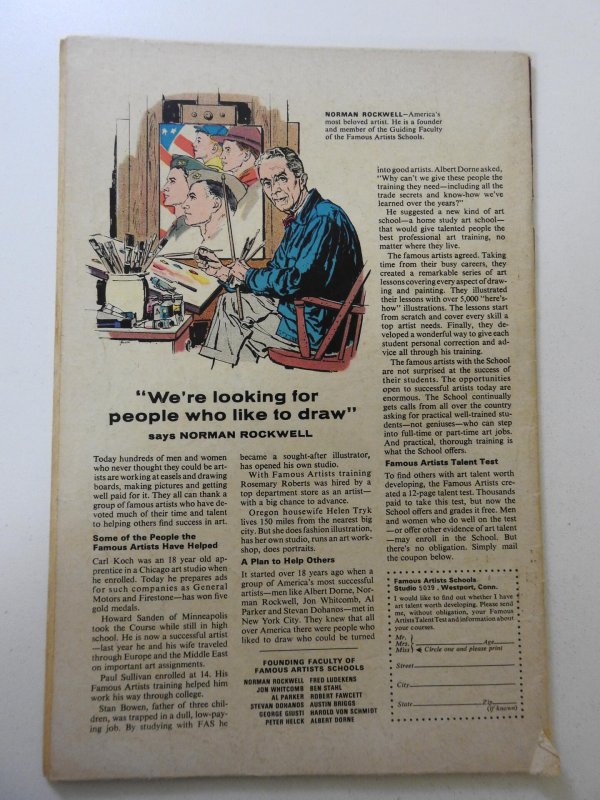 NORMAN ROCKWELL—America's
most beloved artist. He is a founder
and member of the Guiding Faculty
of the Famous Artists Schools.
"We're looking for
people who like to draw"
says NORMAN ROCKWELL
Today hundreds of men and women
who never thought they could be art-
ists are working at easels and drawing
boards, making pictures and getting
well paid for it. They all can thank a
group of famous artists who have de-
voted much of their time and talent
to helping others find success in art.
Some of the People the
Famous Artists Have Helped
Carl Koch was an 18 year old ap-
prentice in a Chicago art studio when
he enrolled. Today he prepares ads
for such companies as General
Motors and Firestone—has won five
gold medals.
Howard Sanden of Minneapolis
took the Course while still in high
school. He is now a successful artist
—last year he and his wife traveled
through Europe and the Middle East
on important art assignments.
Paul Sullivan enrolled at 14. His
Famous Artists training helped him
work his way through college.
Stan Bowen, father of three chil-
dren, was trapped in a dull, low-pay-
ing job. By studying with FAS he
became a sought-after illustrator,
has opened his own studio.
With Famous Artists training
Rosemary Roberts was hired by a
top department store as an artist—
with a big chance to advance.
Oregon housewife Helen Tryk
lives 150 miles from the nearest big
city. But she does fashion illustration,
has her own studio, runs an art work-
shop, does portraits.
A Plan to Help Others
It started over 18 years ago when a
group of America's most successful
artists—men like Albert Dorne, Nor-
man Rockwell, Jon Whitcomb, Al
Parker and Stevan Dohanos—met in
New York City. They knew that all
over America there were people who
liked to draw who could be turned
FOUNDING FACULTY OF
FAMOUS ARTISTS SCHOOLS
NORMAN ROCKWELL FRED LUDEKENS
JON WHITCOMB BEN STAHL
AL PARKER ROBERT FAWCETT
STEVAN DOHANOS AUSTIN BRIGGS
GEORGE GIUSTI HAROLD VON SCHMIDT
PETER HELCK ALBERT DORNE
into good artists. Albert Dorne asked,
"Why can't we give these people the
training they need—including all the
trade secrets and know-how we've
learned over the years?"
He suggested a new kind of art
school—a home study art school—
that would give talented people the
best professional art training, no
matter where they live.
The famous artists agreed. Taking
time from their busy careers, they
created a remarkable series of art
lessons covering every aspect of draw-
ing and painting. They illustrated
their lessons with over 5,000 "here's-
how" illustrations. The lessons start
from scratch and cover every skill a
top artist needs. Finally, they de-
veloped a wonderful way to give each
student personal correction and ad-
vice all through his training.
The famous artists with the School
are not surprised at the success of
their students. The opportunities
open to successful artists today are
enormous. The School continually
gets calls from all over the country
asking for practical well-trained stu-
dents—not geniuses—who can step
into full-time or part-time art jobs.
And practical, thorough training is
what the School offers.
Famous Artists Talent Test
To find others with art talent worth
developing, the Famous Artists cre-
ated a 12-page talent test. Thousands
paid to take this test, but now the
School offers and grades it free. Men
and women who do well on the test
—or offer other evidence of art talent
—may enroll in the School. But
there's no obligation. Simply mail
the coupon below.
Famous Artists Schools
Studio 5039, Westport, Conn.
I would like to find out whether I have
art talent worth developing. Please send
me, without obligation, your Famous
Artists Talent Test and information about
your courses.
Mr.
Mrs. Age
Miss Circle one and please print
Street
City
State Zip
(if known)